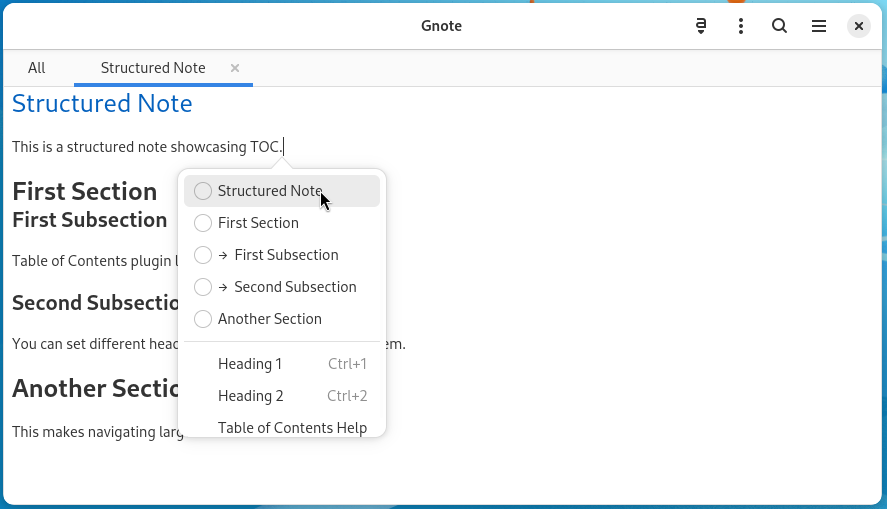 Gnote
All
Structured Note
Structured Note
This is a structured note showcasing TOC.
First Section
First Subsection
Table of Contents plugin
Second Subsectio
You can set different head
em.
Another Sectio
This makes navigating larg
Structured Note
First Section
→ First Subsection
→ Second Subsection
Another Section
Heading 1 Ctrl+1
Heading 2 Ctrl+2
Table of Contents Help